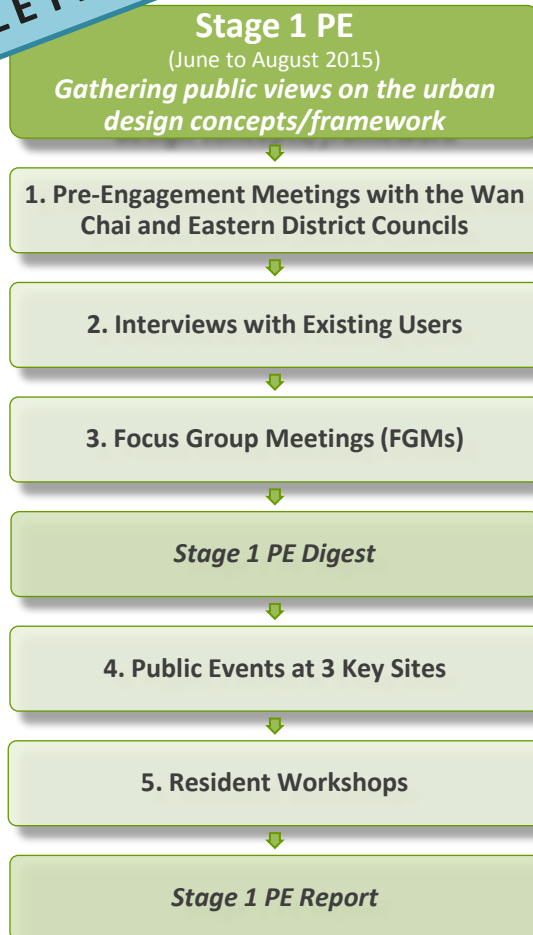 Stage 1 PE
(June to August 2015)
Gathering public views on the urban
design concepts/framework
1. Pre-Engagement Meetings with the Wan
Chai and Eastern District Councils
2. Interviews with Existing Users
3. Focus Group Meetings (FGMs)
Stage 1 PE Digest
4. Public Events at 3 Key Sites
5. Resident Workshops
Stage 1 PE Report